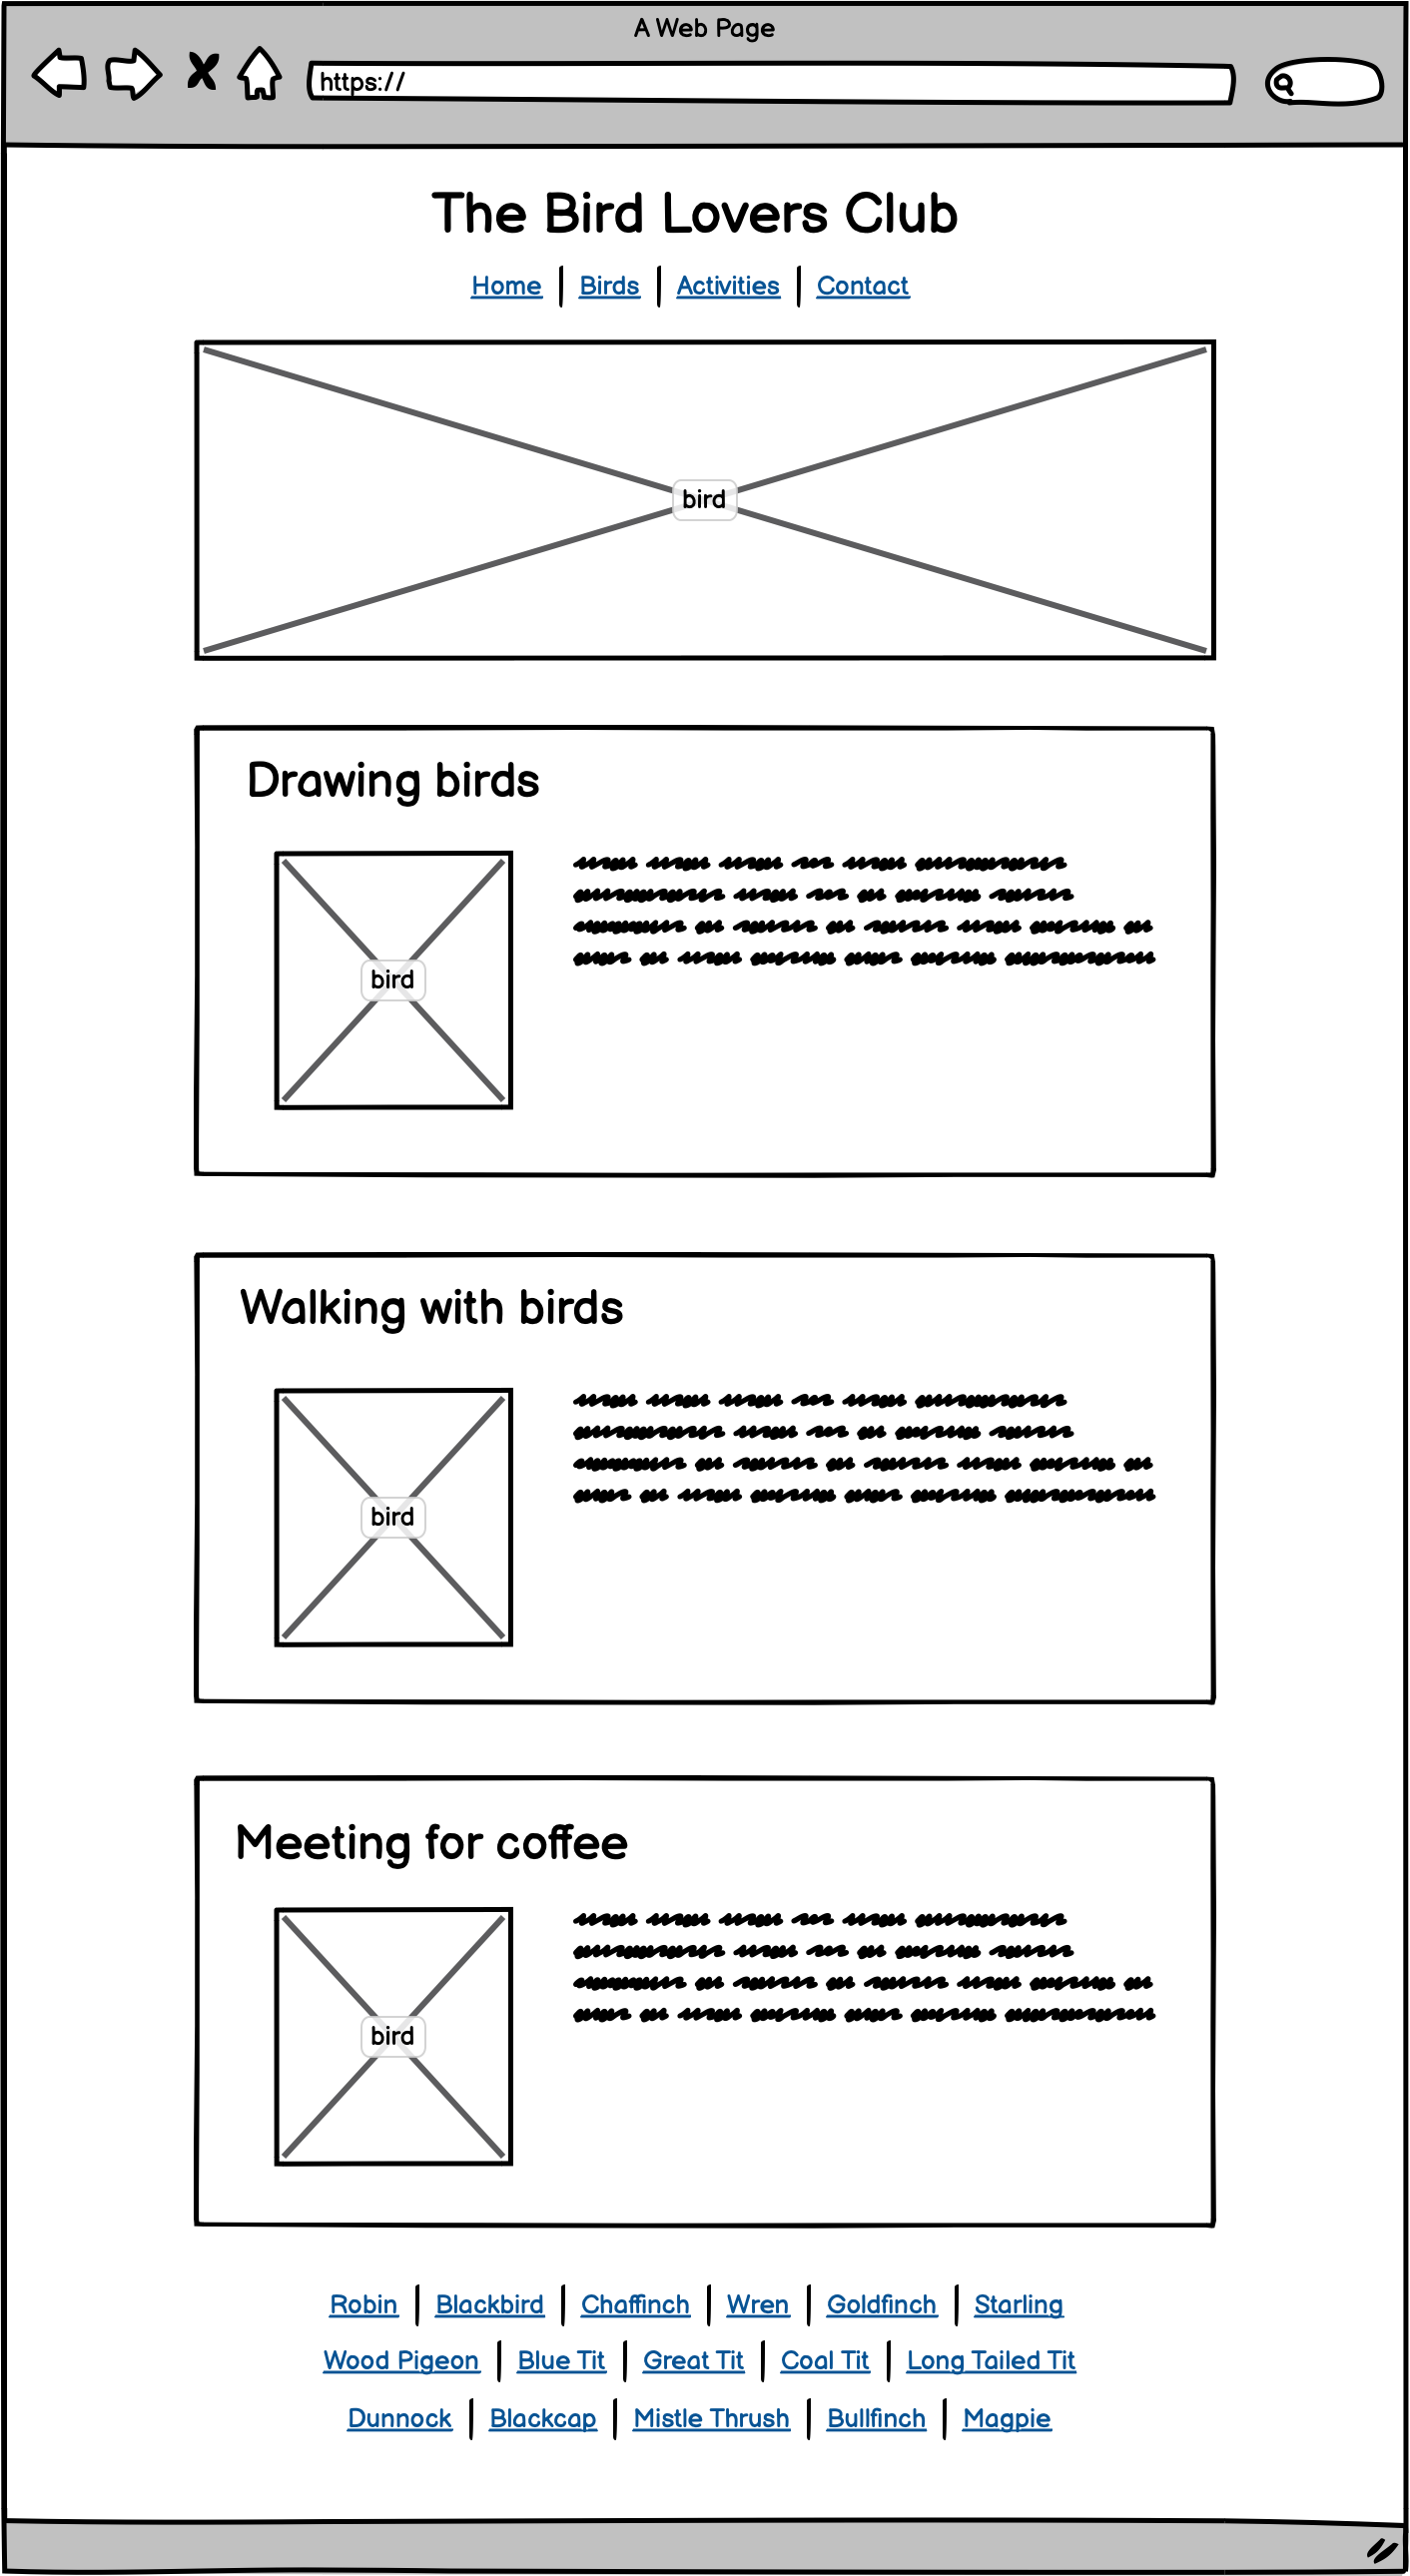 A Web Page
https://
The Bird Lovers Club
Home Birds Activities Contact
bird
Drawing birds
bird
Walking with birds
bird
Meeting for coffee
bird
Robin Blackbird Chaffinch Wren Goldfinch Starling
Wood Pigeon Blue Tit Great Tit Coal Tit Long Tailed Tit
Dunnock Blackcap Mistle Thrush Bullfinch Magpie